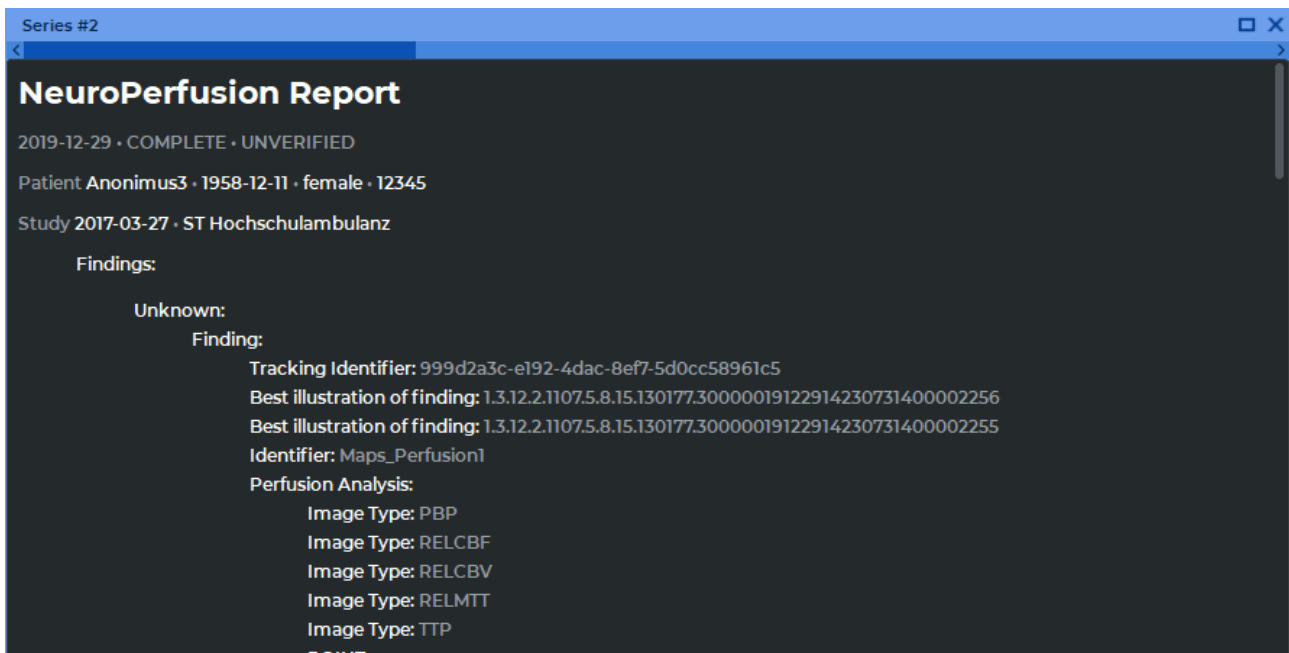 Series #2
NeuroPerfusion Report
2019-12-29 • COMPLETE • UNVERIFIED
Patient Anonimus3 • 1958-12-11 • female • 12345
Study 2017-03-27 • ST Hochschulambulanz
Findings:
Unknown:
Finding:
Tracking Identifier: 999d2a3c-e192-4dac-8ef7-5d0cc58961c5
Best illustration of finding: 1.3.12.2.1107.5.8.15.130177.30000019122914230731400002256
Best illustration of finding: 1.3.12.2.1107.5.8.15.130177.30000019122914230731400002255
Identifier: Maps_Perfusion1
Perfusion Analysis:
Image Type: PBP
Image Type: RELCBF
Image Type: RELCBV
Image Type: RELMTT
Image Type: TTP